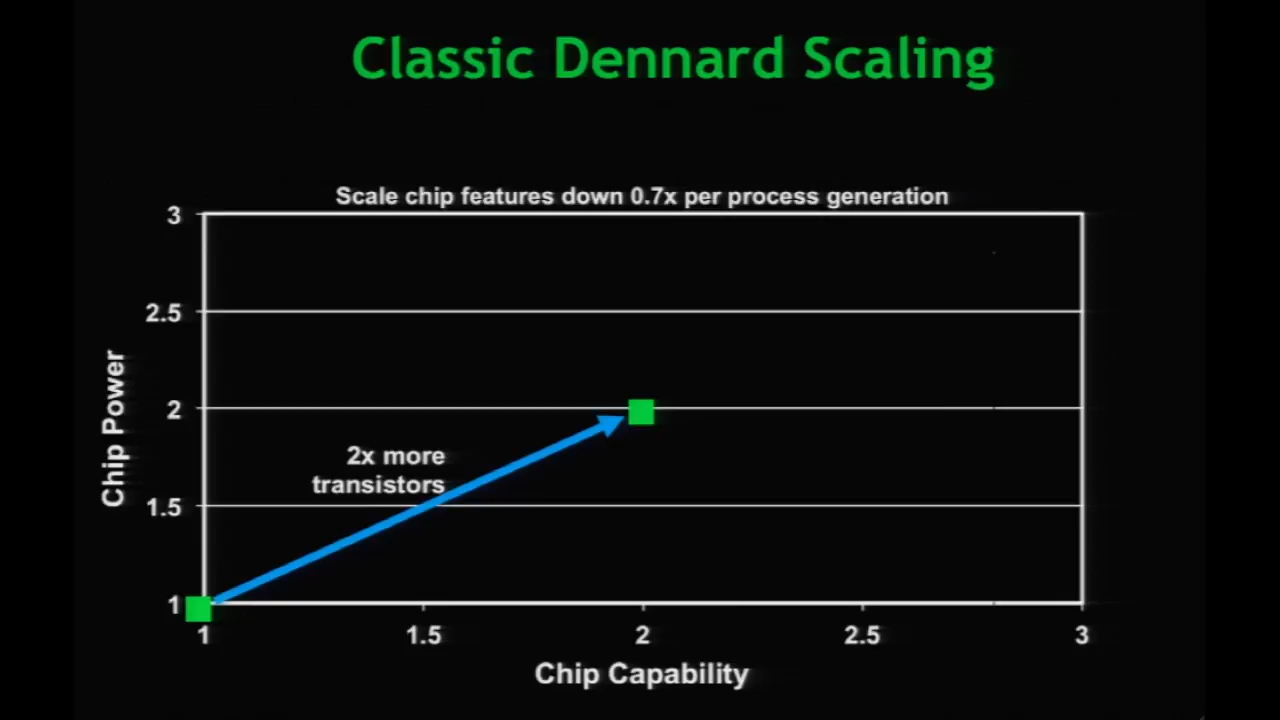 Classic Dennard Scaling
Scale chip features down 0.7x per process generation
3
2.5
2
1.5
1
Chip Power
2x more
transistors
1 1.5 2 2.5 3
Chip Capability